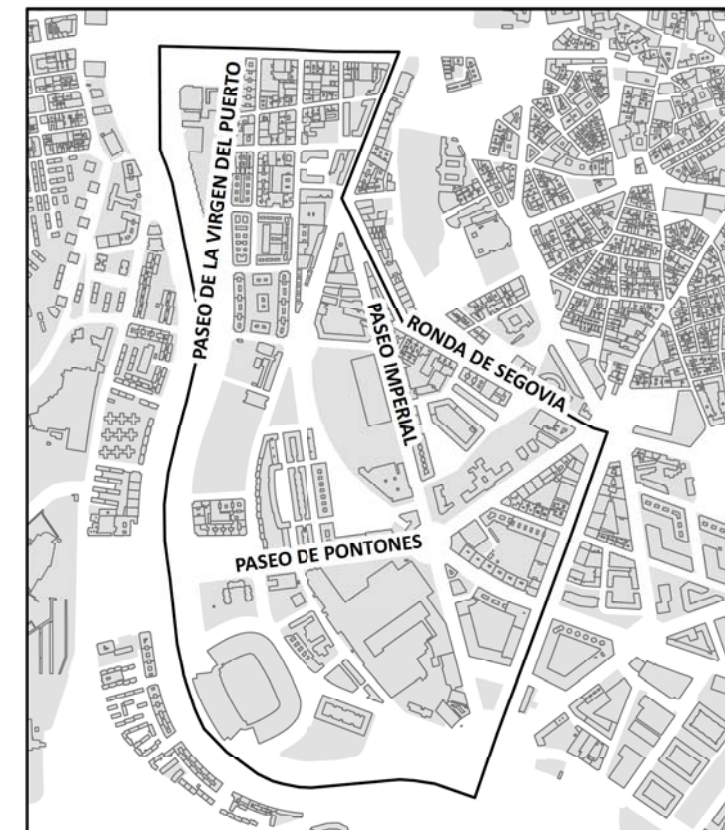 PASEO DE LA VIRGEN DEL PUERTO
PASEO IMPERIAL
RONDA DE SEGOVIA
PASEO DE PONTONES